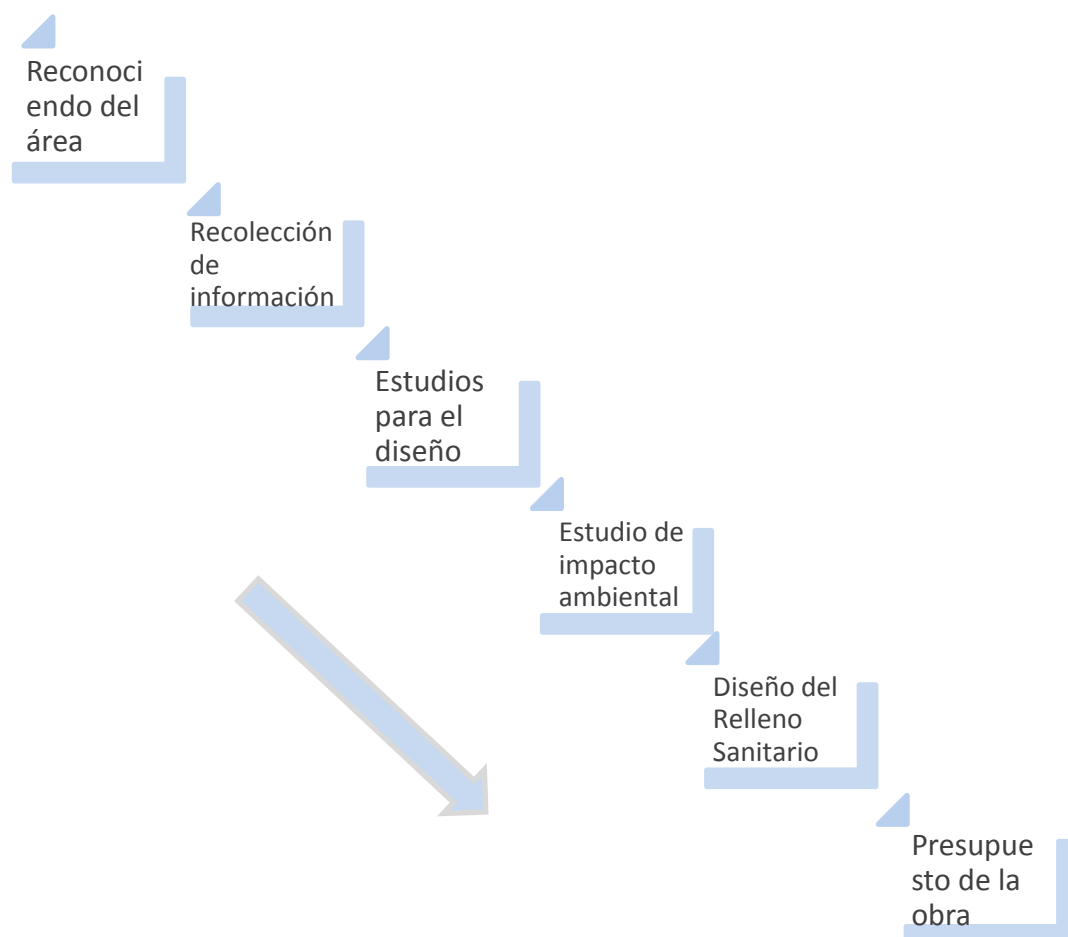 Reconoci
endo del
área
Recolección
de
información
Estudios
para el
diseño
Estudio de
impacto
ambiental
Diseño del
Relleno
Sanitario
Presupue
sto de la
obra